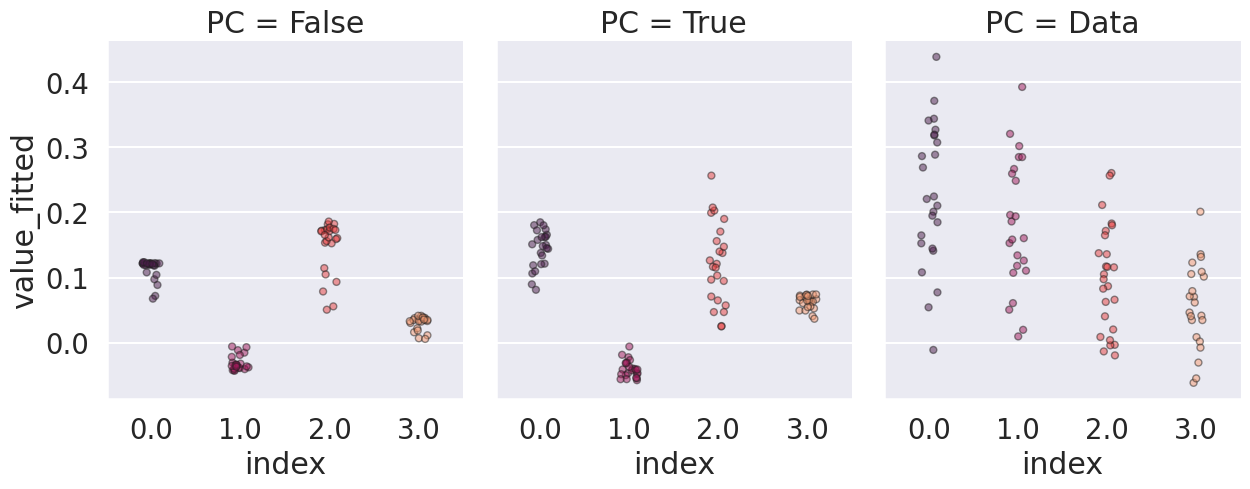 PC = False
PC = True
PC = Data
value_fitted
0.4
0.3
0.2
0.1
0.0
0.0 1.0 2.0 3.0
0.0 1.0 2.0 3.0
0.0 1.0 2.0 3.0
index
index
index